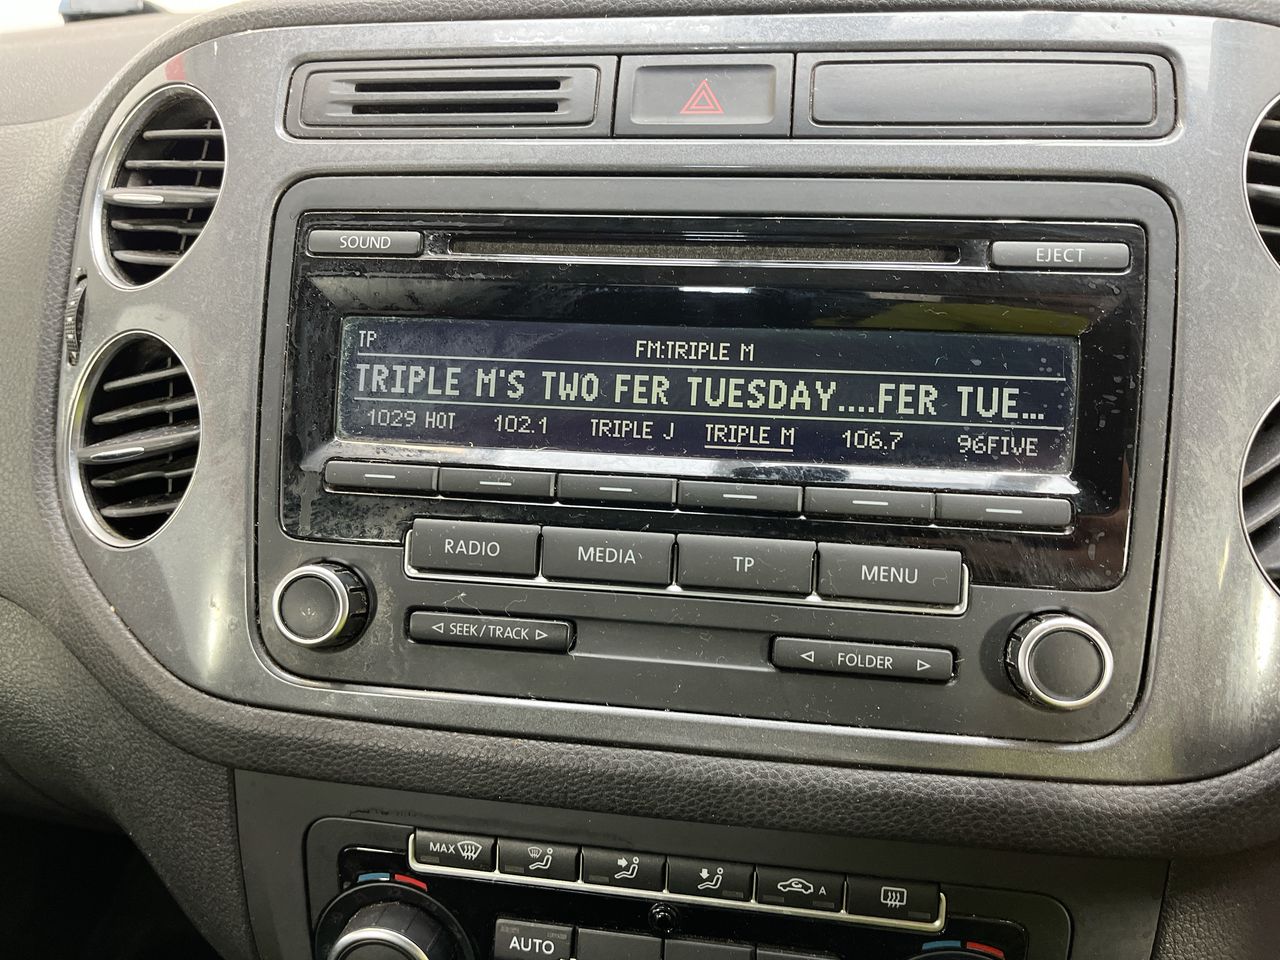 SOUND
EJECT
TP
FM:TRIPLE M
TRIPLE M'S TWO FER TUESDAY....FER TUE...
1029 HOT 102.1 TRIPLE J TRIPLE M 106.7 96FIVE
RADIO MEDIA TP MENU
SEEK/TRACK
FOLDER
MAX
A
AUTO